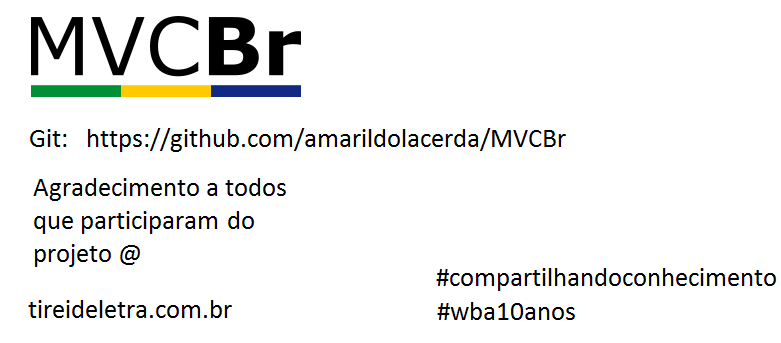 MVCBr
Git: https://github.com/amarildolacerda/MVCBr
Agradecimento a todos
que participaram do
projeto @
tireideletra.com.br
#compartilhandoconhecimento
#wba10anos